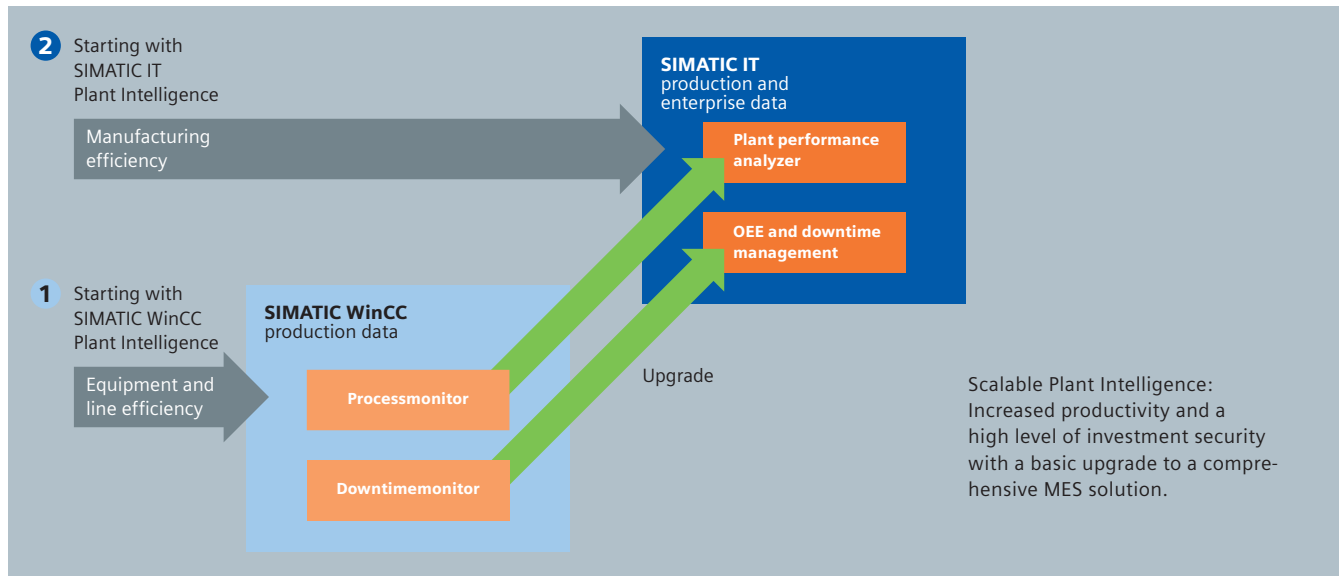 2 Starting with
SIMATIC IT
Plant Intelligence
Manufacturing
efficiency
SIMATIC IT
production and
enterprise data
Plant performance
analyzer
OEE and downtime
management
1 Starting with
SIMATIC WinCC
Plant Intelligence
Equipment and
line efficiency
SIMATIC WinCC
production data
Processmonitor
Downtimemonitor
Upgrade
Scalable Plant Intelligence:
Increased productivity and a
high level of investment security
with a basic upgrade to a compre-
hensive MES solution.